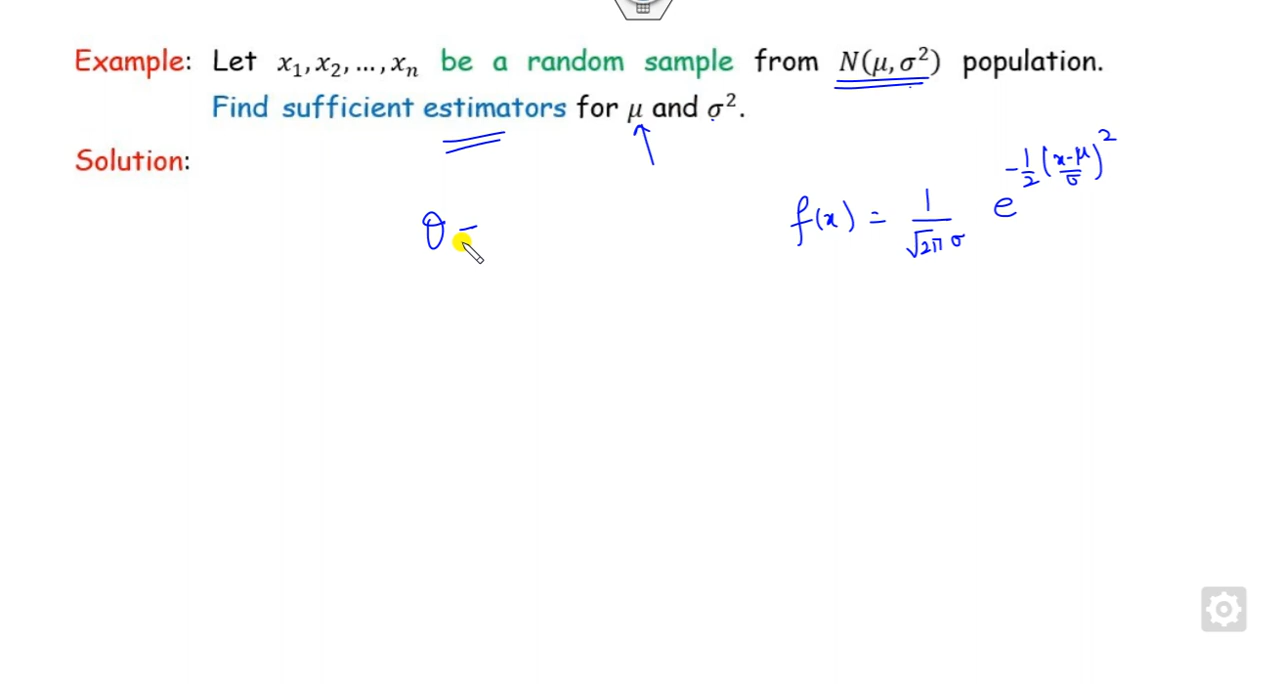 Example: Let x₁, x₂, ..., xₙ be a random sample from N(μ, σ²) population.
Find sufficient estimators for μ and σ².
Solution:
f(x) = 1/(√2π σ) e^(-1/2 ((x-μ)/σ)²)
θ =